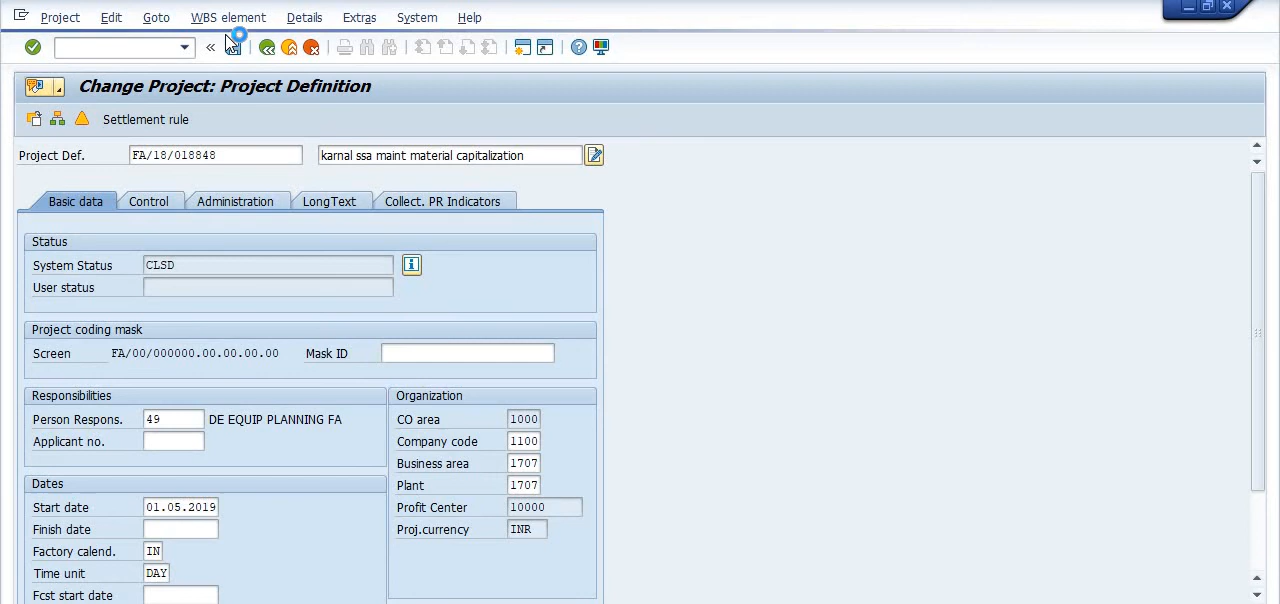 Project Edit Goto WBS element Details Extras System Help
Change Project: Project Definition
Settlement rule
Project Def. FA/18/018848 karnal ssa maint material capitalization
Basic data Control Administration LongText Collect. PR Indicators
Status
System Status CLSD
User status
Project coding mask
Screen FA/00/000000.00.00.00.00 Mask ID
Responsibilities
Person Respons. 49 DE EQUIP PLANNING FA
Applicant no.
Organization
CO area 1000
Company code 1100
Business area 1707
Plant 1707
Profit Center 10000
Proj.currency INR
Dates
Start date 01.05.2019
Finish date
Factory calend. IN
Time unit DAY
Fcst start date